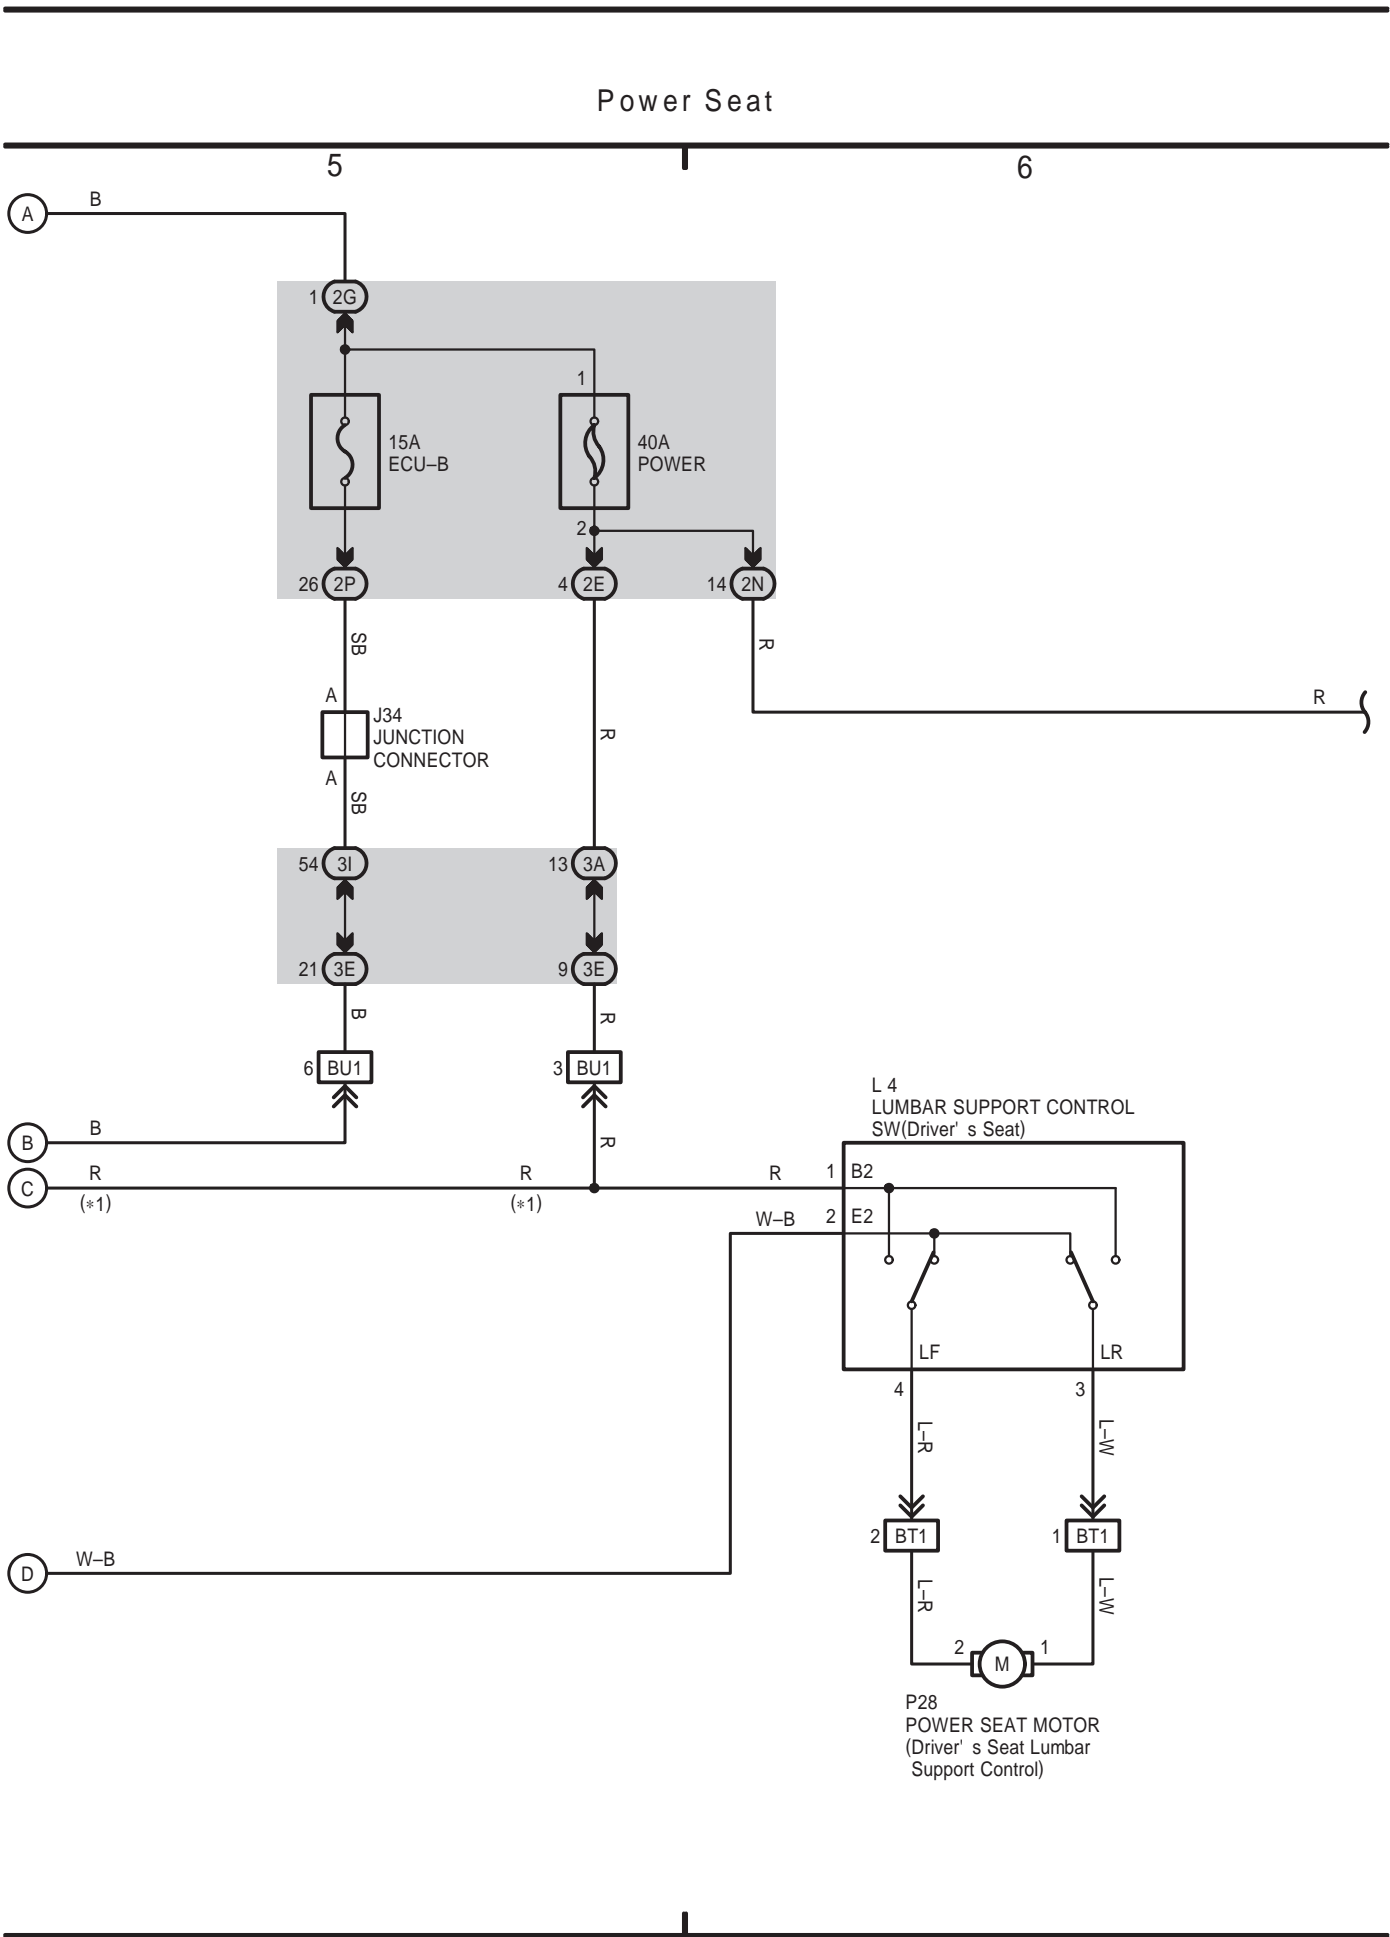 Power Seat
5
6
A
B
1 2G
1
15A
ECU–B
40A
POWER
2
26 2P
4 2E
14 2N
SB
R
R
A
J34
JUNCTION
CONNECTOR
R
A
SB
54 3I
13 3A
21 3E
9 3E
B
R
6 BU1
3 BU1
L 4
LUMBAR SUPPORT CONTROL
SW(Driver' s Seat)
B
B
R
C
R
(*1)
R
(*1)
R
1 B2
W–B
2 E2
LF
LR
4
3
L–R
L–W
2 BT1
1 BT1
D
W–B
L–R
L–W
2
M
1
P28
POWER SEAT MOTOR
(Driver' s Seat Lumbar
Support Control)